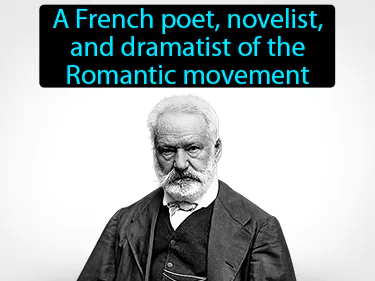 A French poet, novelist,
and dramatist of the
Romantic movement